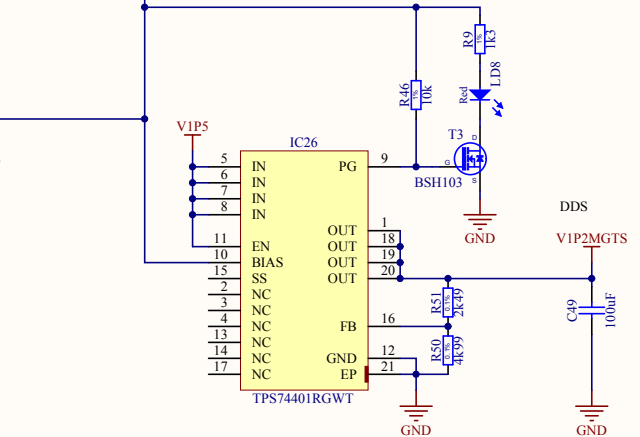 R9
1%
1k3
LD8
Red
R46
1%
10k
V1P5
IC26
T3
D
G
S
BSH103
GND
5
IN
PG
9
6
IN
7
IN
8
IN
OUT
1
11
EN
OUT
18
10
BIAS
OUT
19
15
SS
OUT
20
2
NC
3
NC
4
NC
FB
16
13
NC
14
NC
GND
12
17
NC
EP
21
TPS74401RGWT
DDS
V1P2MGTS
R51
0.1%
2k49
R50
0.1%
4k99
C49
100uF
GND
GND